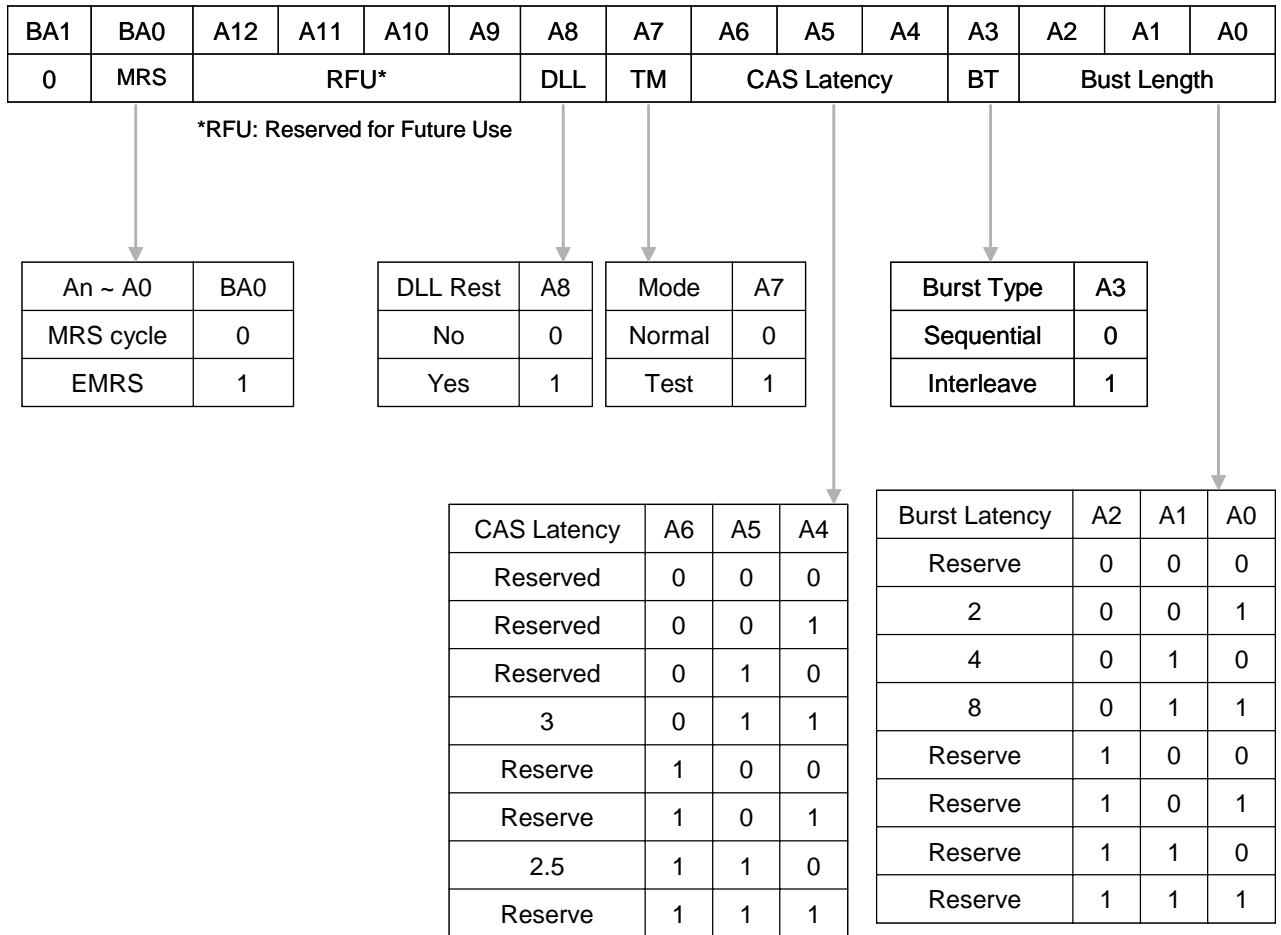 BA1 BA0 A12 A11 A10 A9 A8 A7 A6 A5 A4 A3 A2 A1 A0
0 MRS RFU* DLL TM CAS Latency BT Bust Length
*RFU: Reserved for Future Use
An ~ A0 BA0
MRS cycle 0
EMRS 1
DLL Rest A8
No 0
Yes 1
Mode A7
Normal 0
Test 1
Burst Type A3
Sequential 0
Interleave 1
CAS Latency A6 A5 A4
Reserved 0 0 0
Reserved 0 0 1
Reserved 0 1 0
3 0 1 1
Reserve 1 0 0
Reserve 1 0 1
2.5 1 1 0
Reserve 1 1 1
Burst Latency A2 A1 A0
Reserve 0 0 0
2 0 0 1
4 0 1 0
8 0 1 1
Reserve 1 0 0
Reserve 1 0 1
Reserve 1 1 0
Reserve 1 1 1